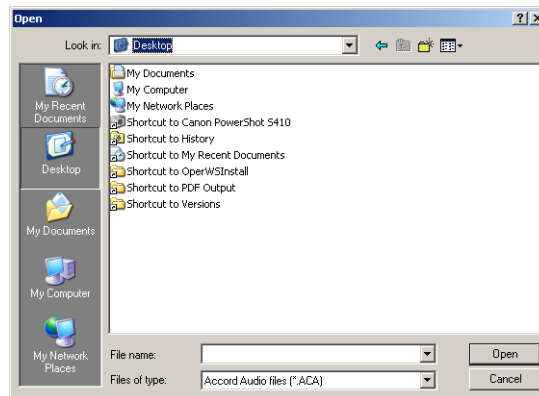 Open
Look in:
Desktop
My Recent
Documents
Desktop
My Documents
My Computer
My Network
Places
My Documents
My Computer
My Network Places
Shortcut to Canon PowerShot S410
Shortcut to History
Shortcut to My Recent Documents
Shortcut to OperWSInstall
Shortcut to PDF Output
Shortcut to Versions
File name:
Open
Files of type:
Accord Audio files (*.ACA)
Cancel